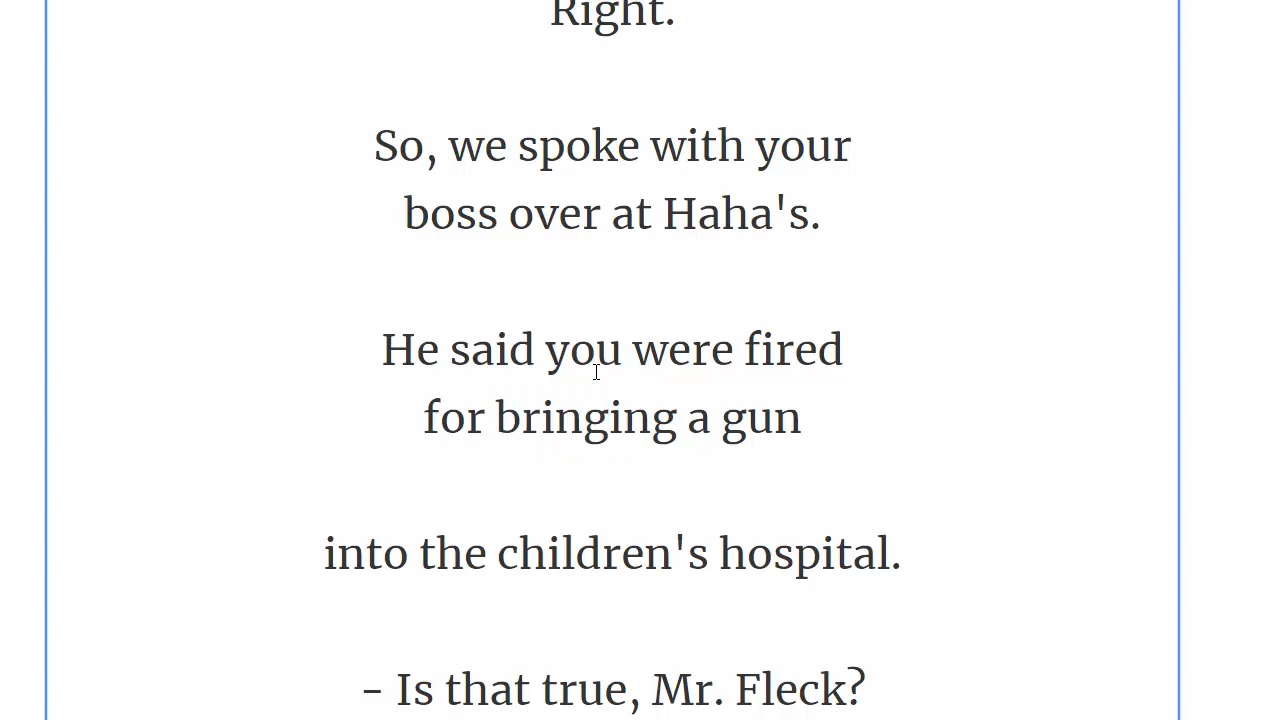 Right.
So, we spoke with your
boss over at Haha's.
He said you were fired
for bringing a gun
into the children's hospital.
- Is that true, Mr. Fleck?